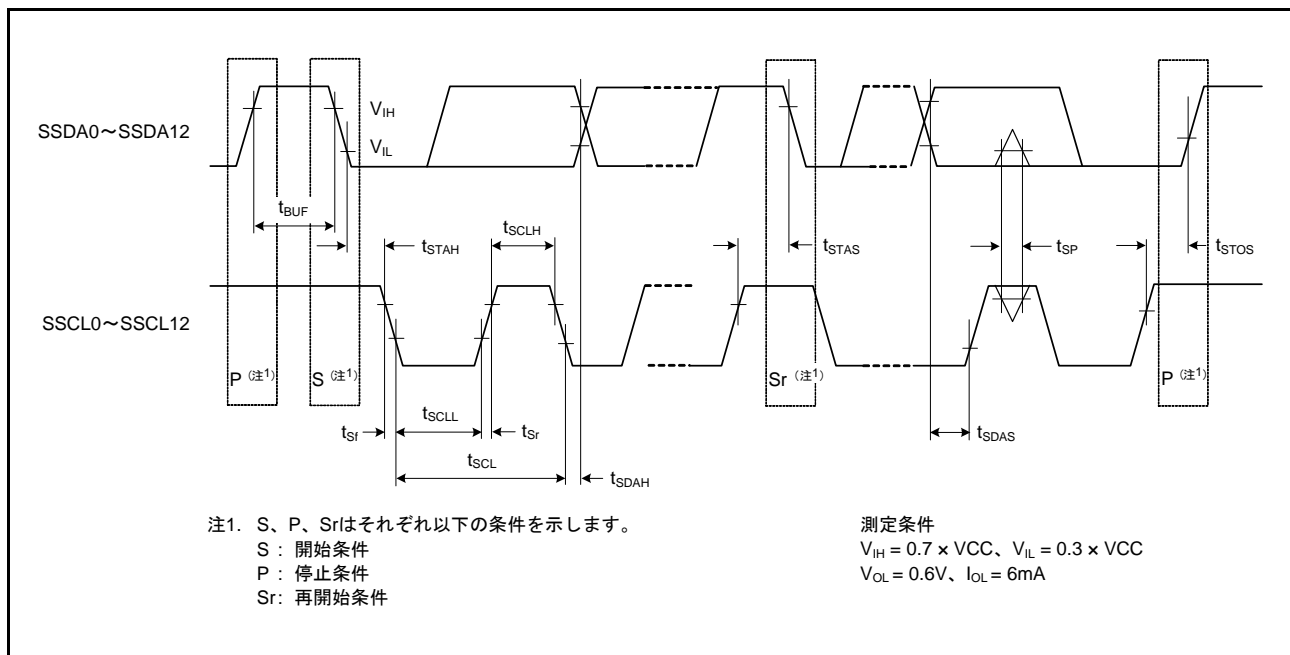 SSDA0～SSDA12
VIH
VIL
tBUF
tSTAH
tSCLH
tSTAS
tSP
tSTOS
SSCL0～SSCL12
P（注1）
S（注1）
Sr（注1）
P（注1）
tSf
tSCLL
tSr
tSCL
tSDAH
tSDAS
注1. S、P、Srはそれぞれ以下の条件を示します。
S : 開始条件
P : 停止条件
Sr: 再開始条件
測定条件
VIH = 0.7 × VCC、VIL = 0.3 × VCC
VOL = 0.6V、IOL = 6mA